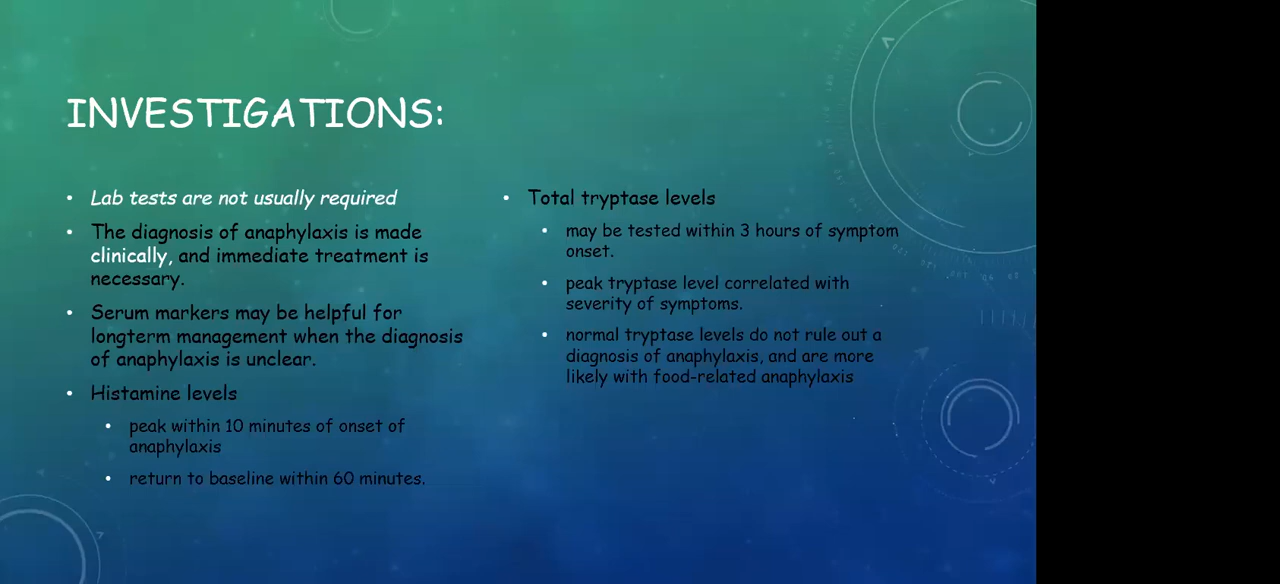 INVESTIGATIONS:
• Lab tests are not usually required
• The diagnosis of anaphylaxis is made
clinically, and immediate treatment is
necessary.
• Serum markers may be helpful for
longterm management when the diagnosis
of anaphylaxis is unclear.
• Histamine levels
• peak within 10 minutes of onset of
anaphylaxis
• return to baseline within 60 minutes.
• Total tryptase levels
• may be tested within 3 hours of symptom
onset.
• peak tryptase level correlated with
severity of symptoms.
• normal tryptase levels do not rule out a
diagnosis of anaphylaxis, and are more
likely with food-related anaphylaxis